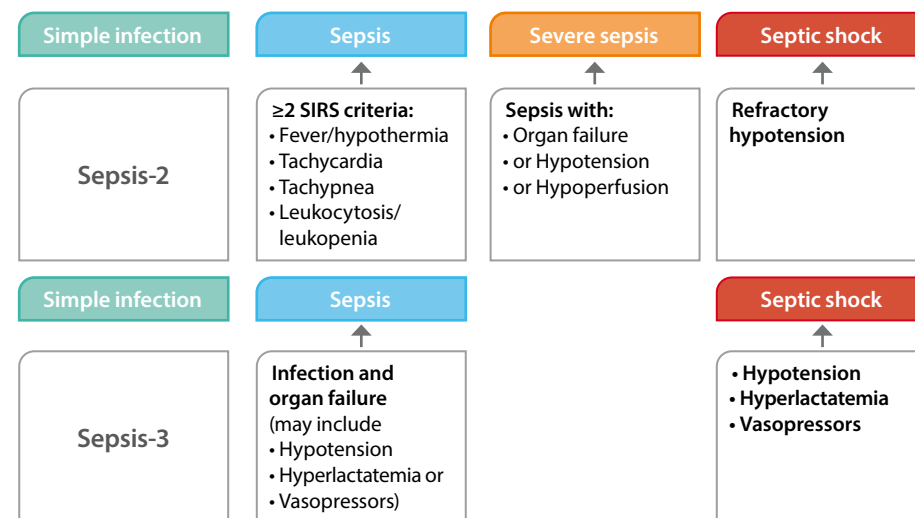 Simple infection
Sepsis
Severe sepsis
Septic shock
Sepsis-2
≥2 SIRS criteria:
• Fever/hypothermia
• Tachycardia
• Tachypnea
• Leukocytosis/
leukopenia
Sepsis with:
• Organ failure
• or Hypotension
• or Hypoperfusion
Refractory
hypotension
Simple infection
Sepsis
Septic shock
Sepsis-3
Infection and
organ failure
(may include
• Hypotension
• Hyperlactatemia or
• Vasopressors)
• Hypotension
• Hyperlactatemia
• Vasopressors